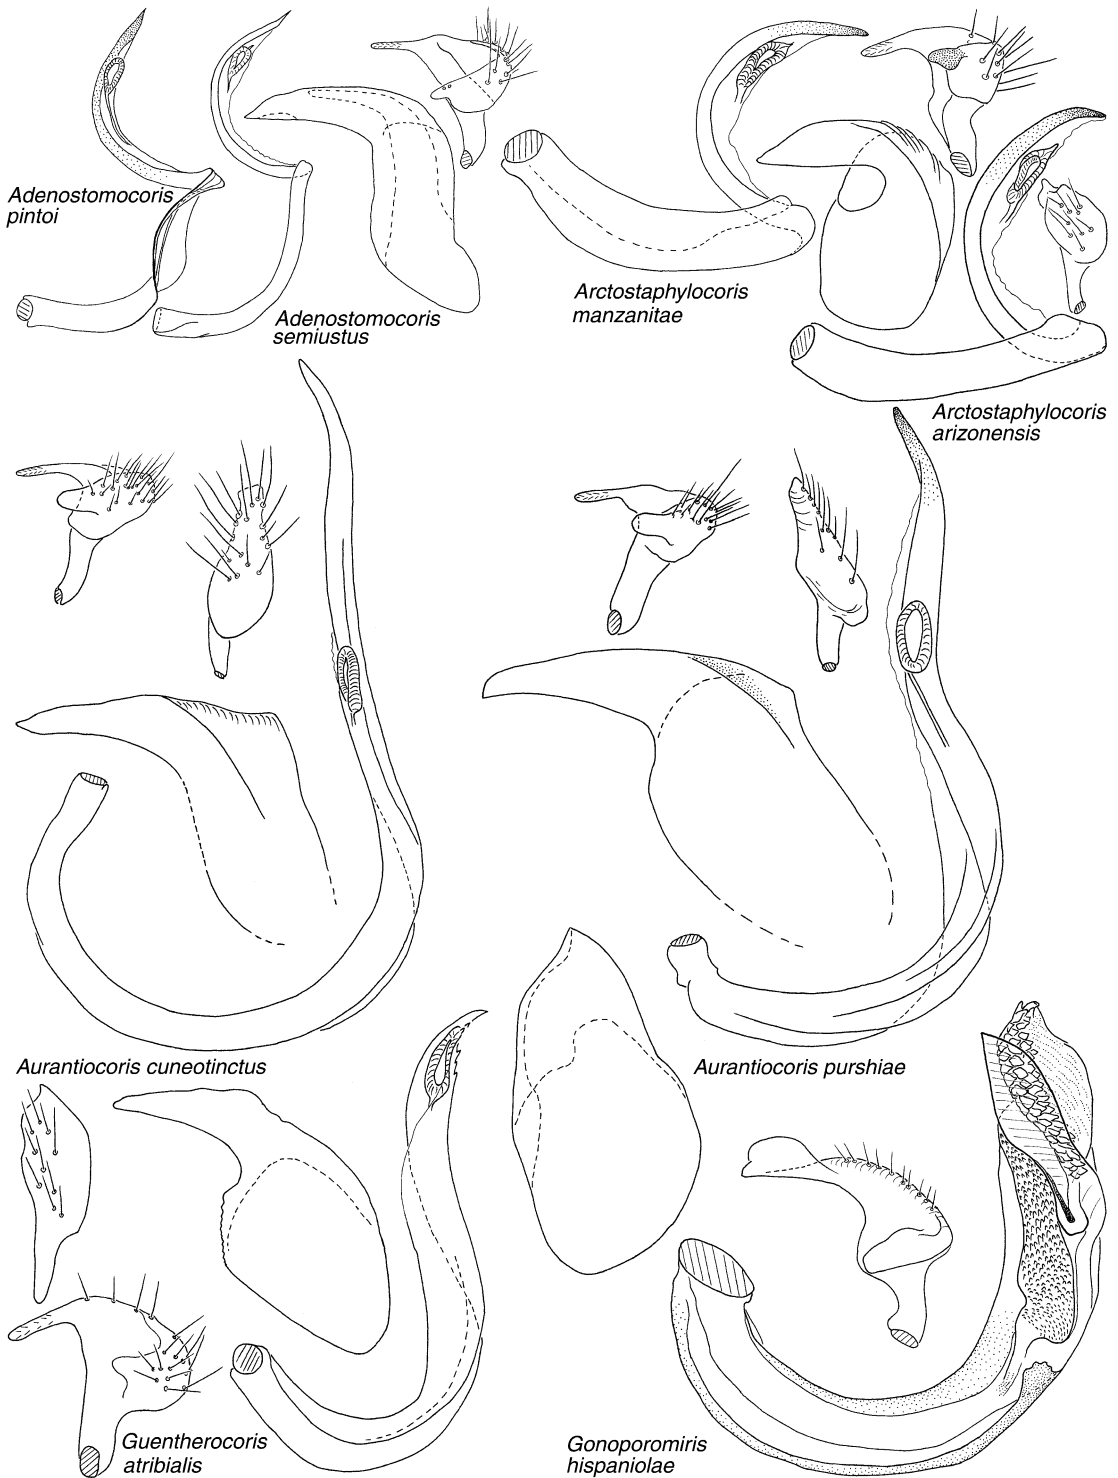 Adenostomocoris
pintoi
Adenostomocoris
semiustus
Arctostaphylocoris
manzanitae
Arctostaphylocoris
arizonensis
Aurantiocoris cuneotinctus
Aurantiocoris purshiae
Guentherocoris
atribialis
Gonoporomiris
hispaniolae